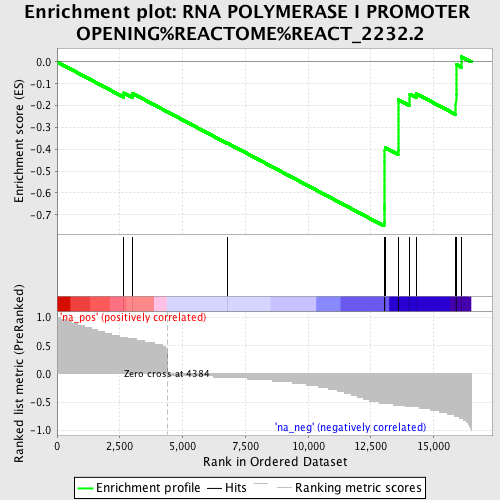 Enrichment plot: RNA POLYMERASE I PROMOTER
OPENING%REACTOME%REACT_2232.2
Enrichment score (ES)
0.0
-0.1
-0.2
-0.3
-0.4
-0.5
-0.6
-0.7
Ranked list metric (PreRanked)
1.0
0.5
0.0
-0.5
-1.0
'na_pos' (positively correlated)
Zero cross at 4384
'na_neg' (negatively correlated)
0
2,500
5,000
7,500
10,000
12,500
15,000
Rank in Ordered Dataset
Enrichment profile
Hits
Ranking metric scores